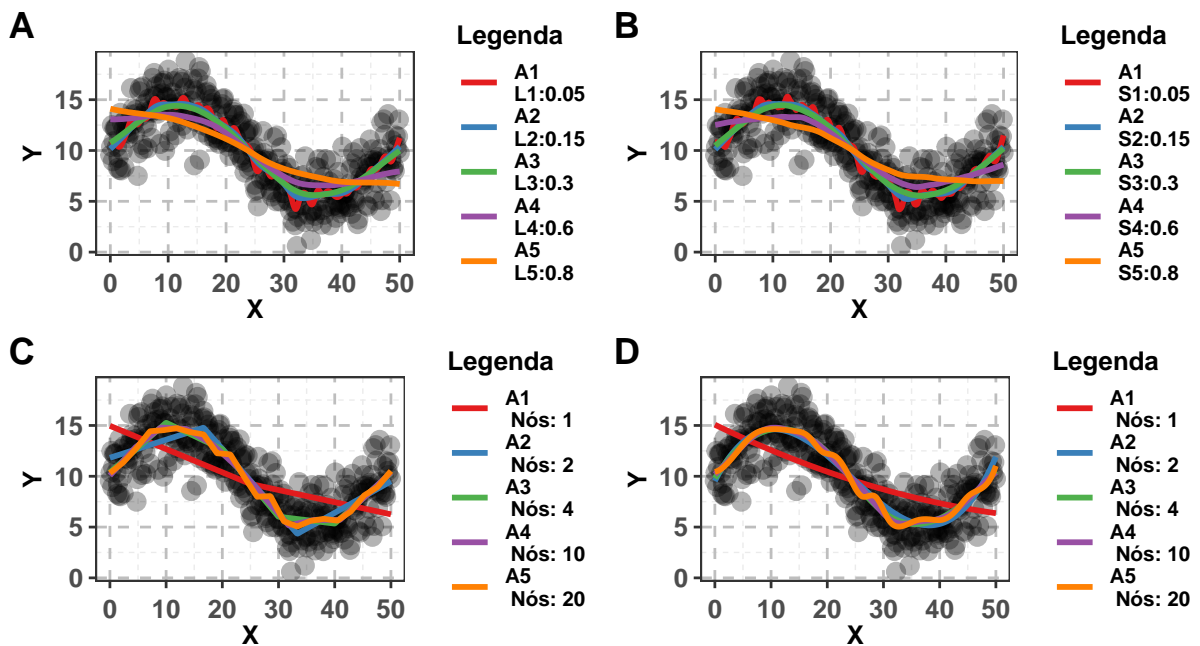 A
Legenda
A1
L1:0.05
A2
L2:0.15
A3
L3:0.3
A4
L4:0.6
A5
L5:0.8
Y
15
10
5
0
0 10 20 30 40 50
X
B
Legenda
A1
S1:0.05
A2
S2:0.15
A3
S3:0.3
A4
S4:0.6
A5
S5:0.8
Y
15
10
5
0
0 10 20 30 40 50
X
C
Legenda
A1
Nós: 1
A2
Nós: 2
A3
Nós: 4
A4
Nós: 10
A5
Nós: 20
Y
15
10
5
0
0 10 20 30 40 50
X
D
Legenda
A1
Nós: 1
A2
Nós: 2
A3
Nós: 4
A4
Nós: 10
A5
Nós: 20
Y
15
10
5
0
0 10 20 30 40 50
X